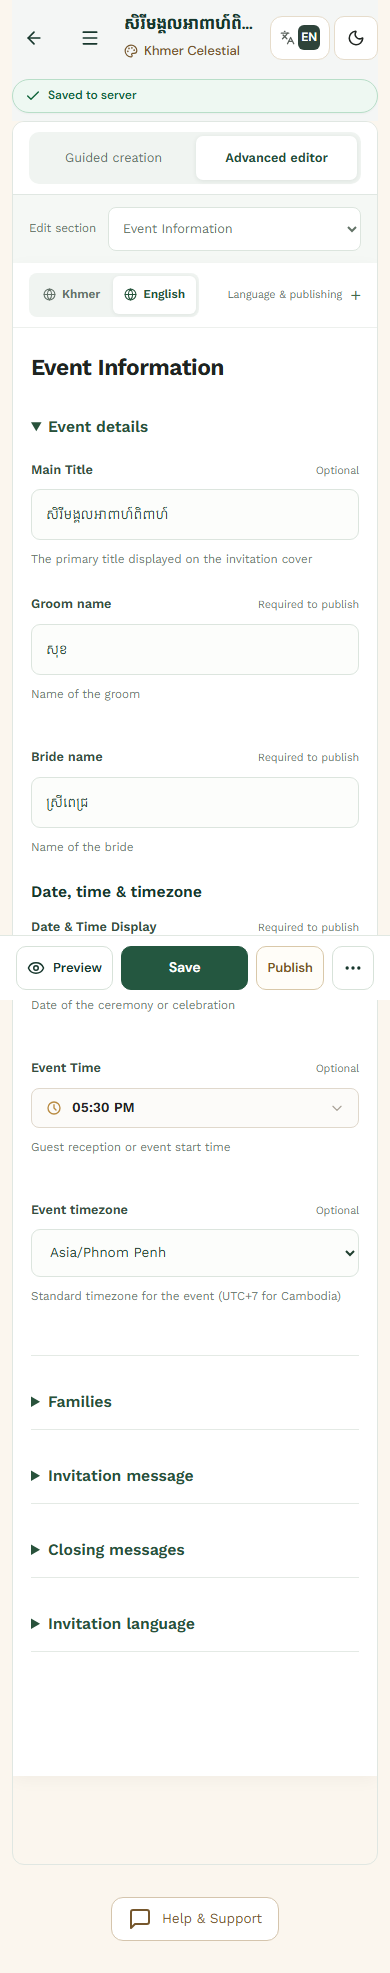 សិរីមង្គលអាពាហ៍ពិ...
Khmer Celestial
EN
Saved to server
Guided creation
Advanced editor
Edit section
Event Information
Khmer
English
Language & publishing +
Event Information
Event details
Main Title
Optional
សិរីមង្គលអាពាហ៍ពិពាហ៍
The primary title displayed on the invitation cover
Groom name
Required to publish
សុខ
Name of the groom
Bride name
Required to publish
ស្រីពេជ្រ
Name of the bride
Date, time & timezone
Date & Time Display
Required to publish
Preview
Save
Publish
...
Date of the ceremony or celebration
Event Time
Optional
05:30 PM
Guest reception or event start time
Event timezone
Optional
Asia/Phnom Penh
Standard timezone for the event (UTC+7 for Cambodia)
Families
Invitation message
Closing messages
Invitation language
Help & Support